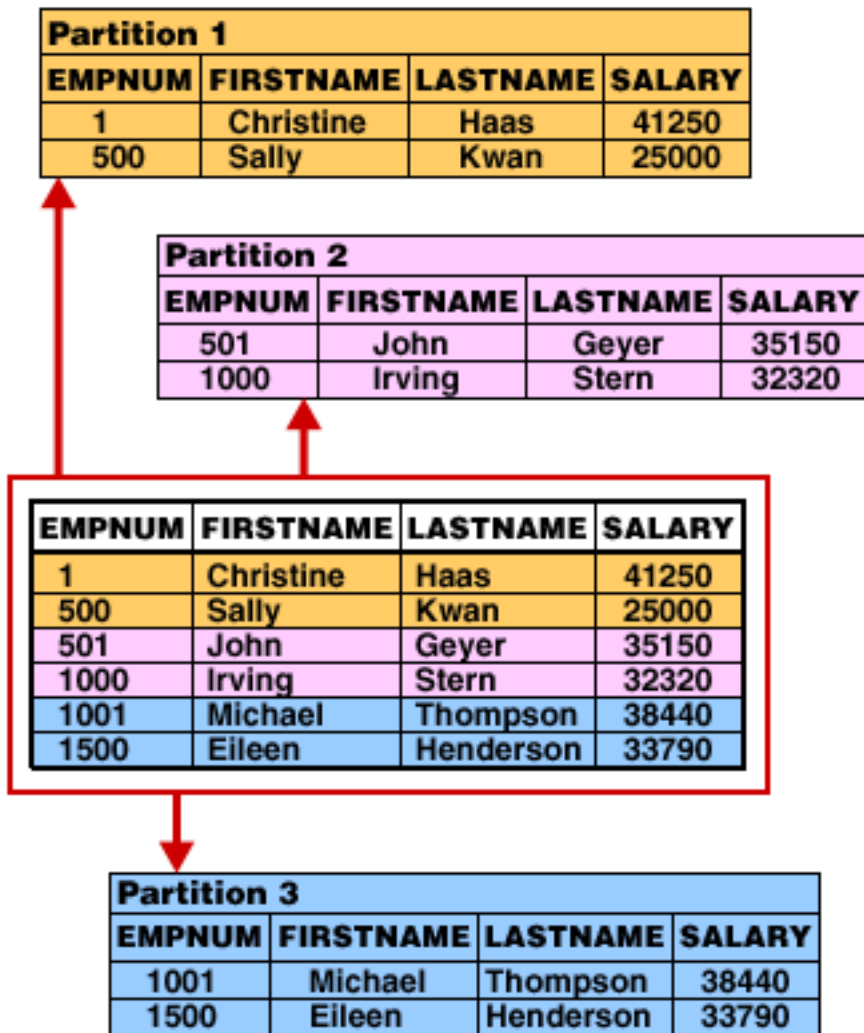 Partition 1
EMPNUM FIRSTNAME LASTNAME SALARY
1 Christine Haas 41250
500 Sally Kwan 25000
Partition 2
EMPNUM FIRSTNAME LASTNAME SALARY
501 John Geyer 35150
1000 Irving Stern 32320
EMPNUM FIRSTNAME LASTNAME SALARY
1 Christine Haas 41250
500 Sally Kwan 25000
501 John Geyer 35150
1000 Irving Stern 32320
1001 Michael Thompson 38440
1500 Eileen Henderson 33790
Partition 3
EMPNUM FIRSTNAME LASTNAME SALARY
1001 Michael Thompson 38440
1500 Eileen Henderson 33790